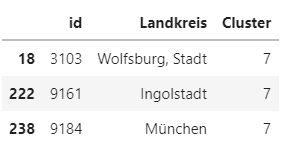 id Landkreis Cluster
18 3103 Wolfsburg, Stadt 7
222 9161 Ingolstadt 7
238 9184 München 7